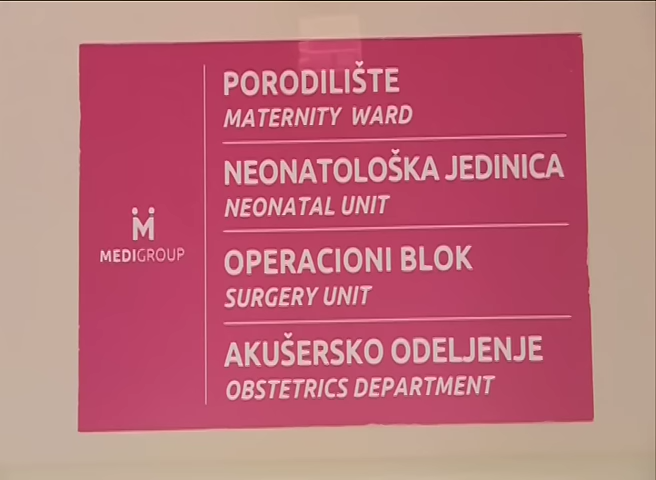 MEDIGROUP
PORODILIŠTE
MATERNITY WARD
NEONATOLOŠKA JEDINICA
NEONATAL UNIT
OPERACIONI BLOK
SURGERY UNIT
AKUŠERSKO ODELJENJE
OBSTETRICS DEPARTMENT